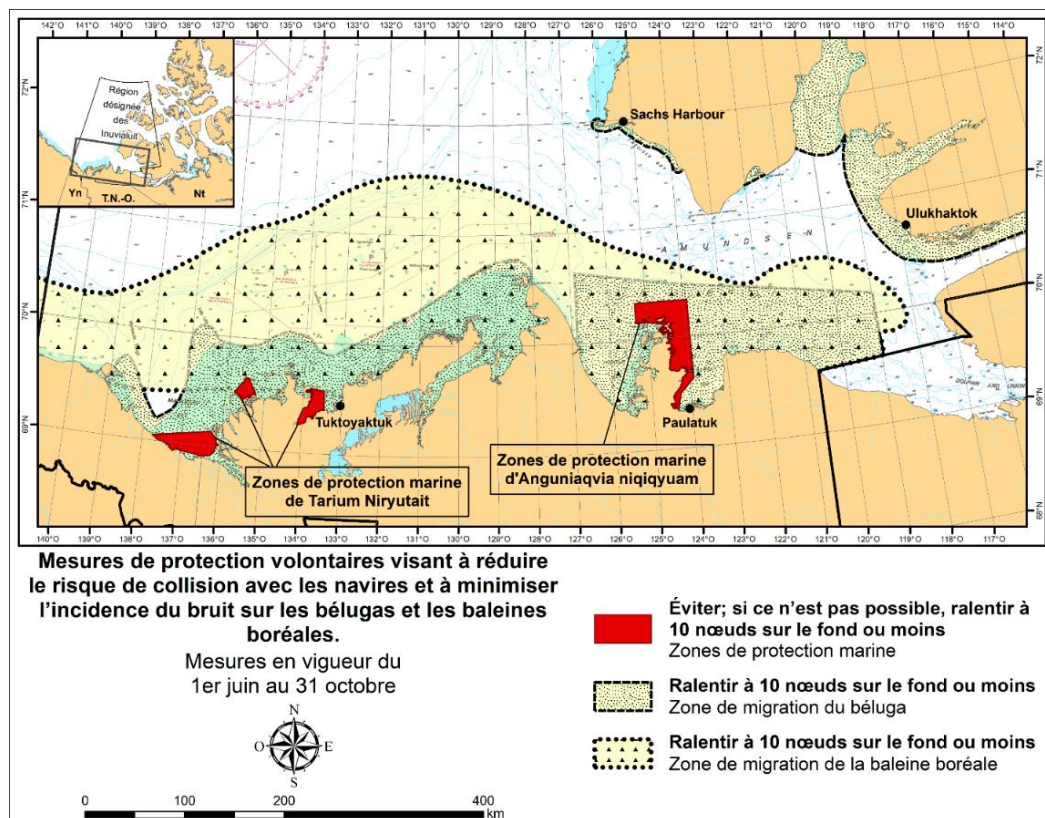 142°O 141°O 140°O 139°O 138°O 137°O 136°O 135°O 134°O 133°O 132°O 131°O 130°O 129°O 128°O 127°O 126°O 125°O 124°O 123°O 122°O 121°O 120°O 119°O 118°O 117°O 116°O 115°O 114°O
72°N
71°N
70°N
69°N
72°N
71°N
70°N
69°N
68°N
Région
désignée
des
Inuvialuit
Yn
T.N.-O.
Nt
Sachs Harbour
Ulukhaktok
AMUNDSEN
DOLPHIN AND UNION
Tuktoyaktuk
Paulatuk
Zones de protection marine
de Tarium Niryutait
Zones de protection marine
d'Anguniaqvia niqiqyuam
140°O 139°O 138°O 137°O 136°O 135°O 134°O 133°O 132°O 131°O 130°O 129°O 128°O 127°O 126°O 125°O 124°O 123°O 122°O 121°O 120°O 119°O 118°O 117°O
Mesures de protection volontaires visant à réduire
le risque de collision avec les navires et à minimiser
l'incidence du bruit sur les bélugas et les baleines
boréales.
Mesures en vigueur du
1er juin au 31 octobre
N
O
E
S
0 100 200 400
km
Éviter; si ce n'est pas possible, ralentir à
10 nœuds sur le fond ou moins
Zones de protection marine
Ralentir à 10 nœuds sur le fond ou moins
Zone de migration du béluga
Ralentir à 10 nœuds sur le fond ou moins
Zone de migration de la baleine boréale